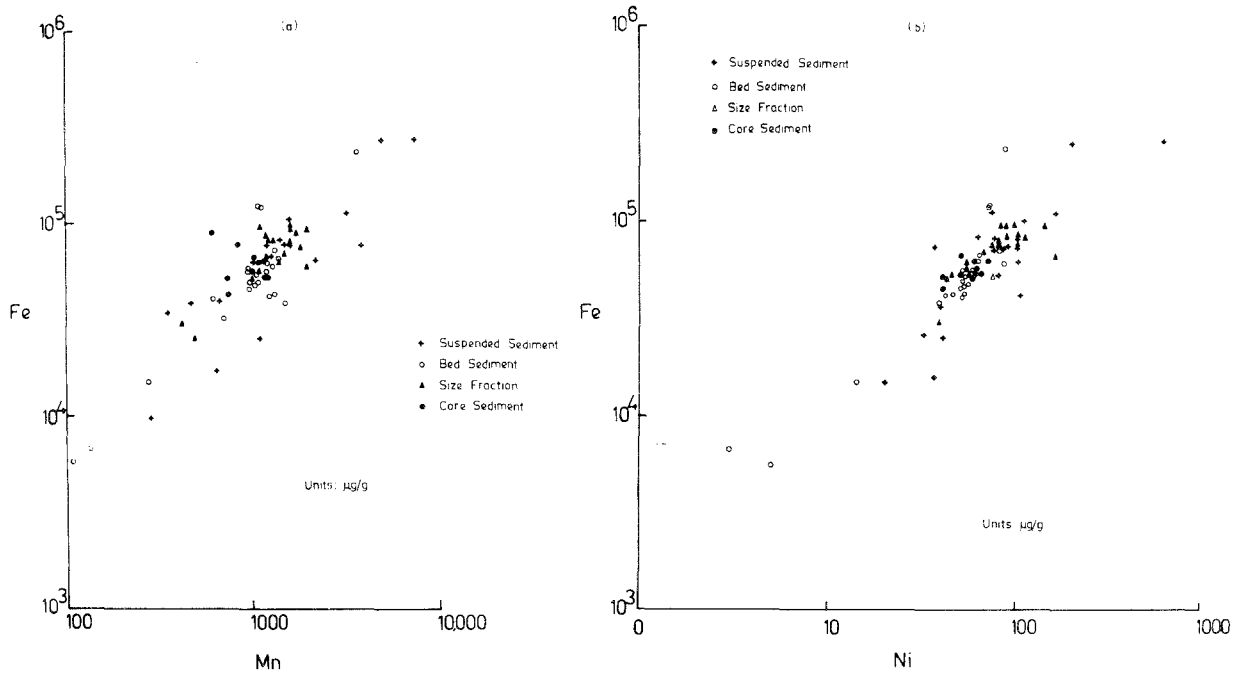 (a)
10⁶
10⁵
Fe
10⁴
10³
100
1000
10,000
Mn
Suspended Sediment
Bed Sediment
Size Fraction
Core Sediment
Units: µg/g
(b)
10⁶
Suspended Sediment
Bed Sediment
Size Fraction
Core Sediment
10⁵
Fe
10⁴
10³
0
10
100
1000
Ni
Units µg/g